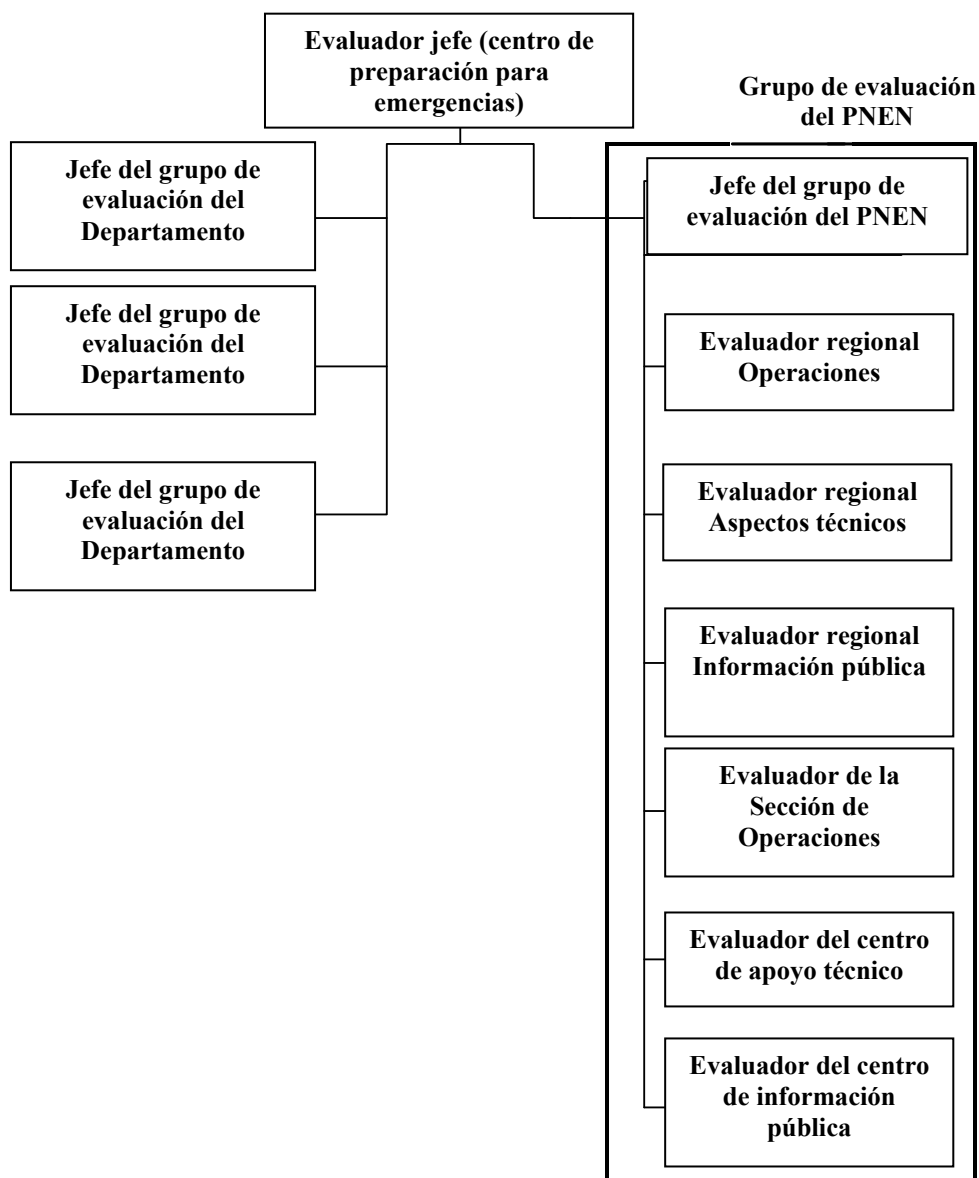 Evaluador jefe (centro de
preparación para
emergencias)
Grupo de evaluación
del PNEN
Jefe del grupo de
evaluación del
Departamento
Jefe del grupo de
evaluación del
Departamento
Jefe del grupo de
evaluación del
Departamento
Jefe del grupo de
evaluación del PNEN
Evaluador regional
Operaciones
Evaluador regional
Aspectos técnicos
Evaluador regional
Información pública
Evaluador de la
Sección de
Operaciones
Evaluador del centro
de apoyo técnico
Evaluador del centro
de información
pública